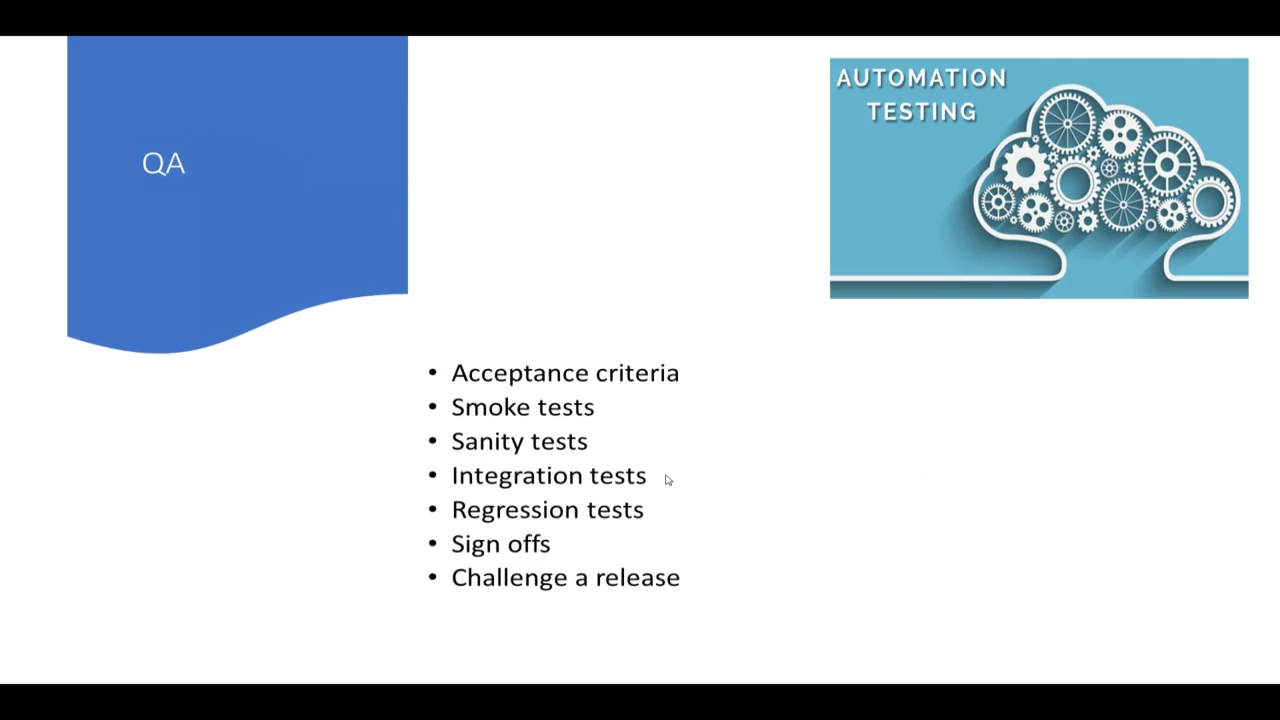 QA
AUTOMATION
TESTING
• Acceptance criteria
• Smoke tests
• Sanity tests
• Integration tests
• Regression tests
• Sign offs
• Challenge a release